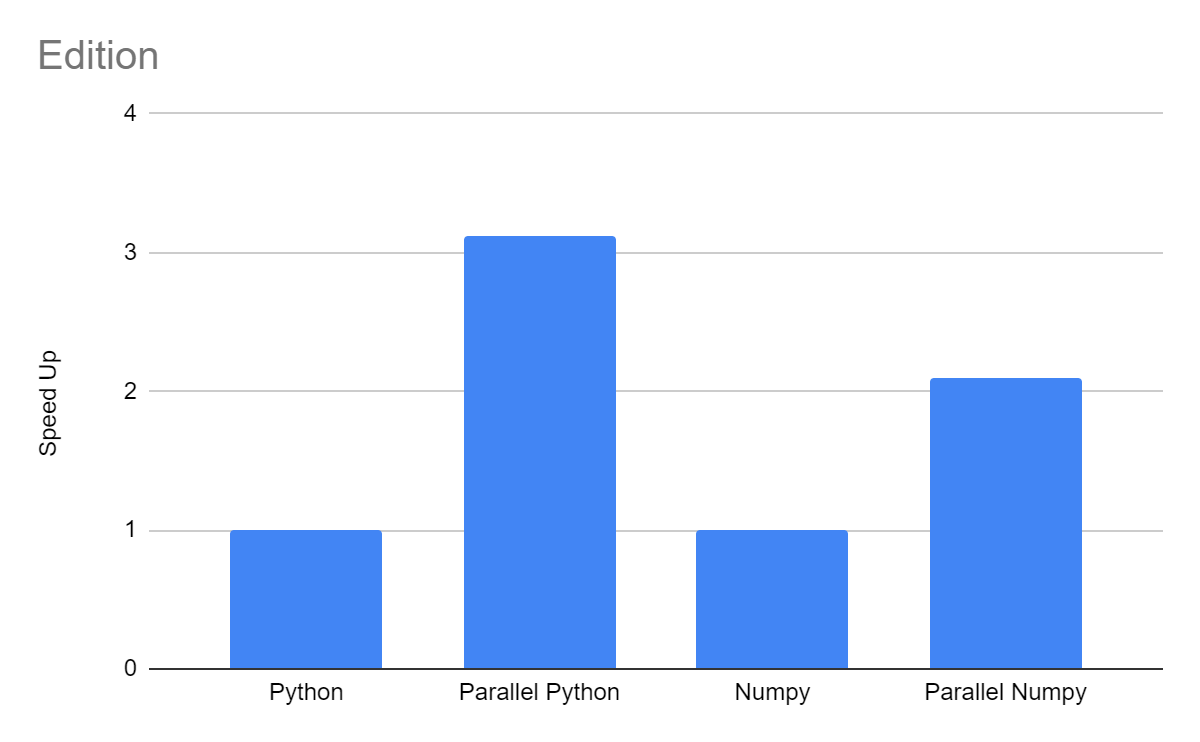 Edition
4
3
2
1
0
Speed Up
Python
Parallel Python
Numpy
Parallel Numpy